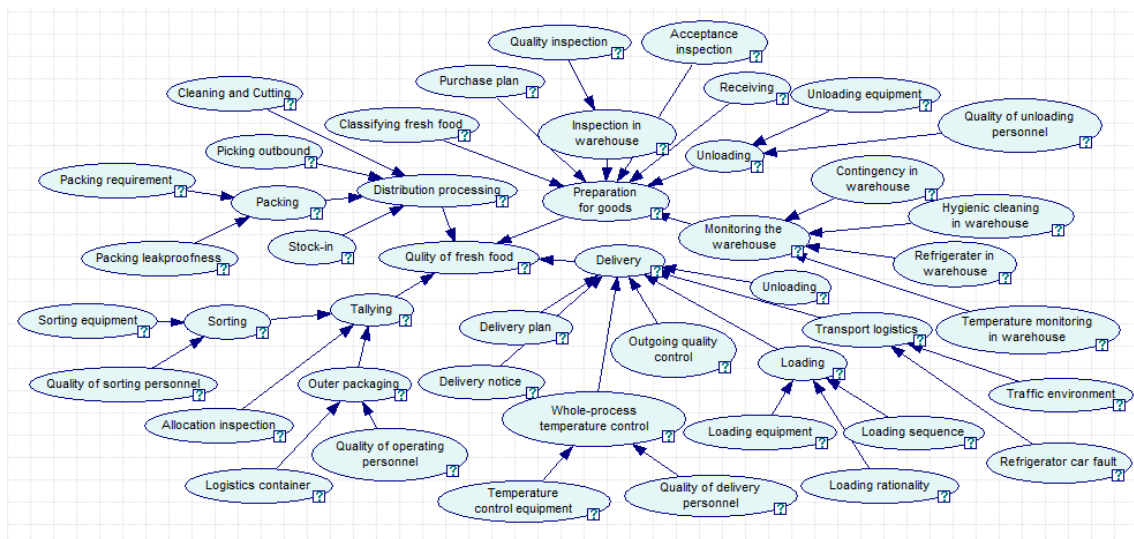 Quality inspection
Acceptance
inspection
Purchase plan
Receiving
Cleaning and Cutting
Unloading equipment
Classifying fresh food
Inspection in
warehouse
Quality of unloading
personnel
Picking outbound
Unloading
Packing requirement
Distribution processing
Contingency in
warehouse
Packing
Preparation
for goods
Hygienic cleaning
in warehouse
Monitoring the
warehouse
Stock-in
Packing leakproofness
Qulity of fresh food
Delivery
Refrigerater in
warehouse
Unloading
Sorting equipment
Sorting
Tallying
Delivery plan
Transport logistics
Temperature monitoring
in warehouse
Outgoing quality
control
Loading
Quality of sorting personnel
Outer packaging
Delivery notice
Traffic environment
Whole-process
temperature control
Allocation inspection
Loading equipment
Loading sequence
Quality of operating
personnel
Refrigerator car fault
Logistics container
Loading rationality
Temperature
control equipment
Quality of delivery
personnel